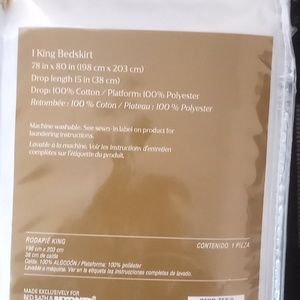 1 King Bedskirt
78 in x 80 in (198 cm x 203 cm)
Drop length 15 in (38 cm)
Drop: 100% Cotton / Platform: 100% Polyester
Retombée : 100 % Coton / Plateau : 100 % Polyester
Machine washable. See sewn-in label on product for
laundering instructions.
Lavable à la machine. Voir les instructions d'entretien
complètes sur l'étiquette du produit.
RODAPIÉ KING
CONTENIDO: 1 PIEZA
198 cm x 203 cm
38 cm de caída
Caída: 100% ALGODÓN / Plataforma: 100% poliéster
Lavable a máquina. Ver en la etiqueta las instrucciones completas de lavado.
MADE EXCLUSIVELY FOR
BED BATH &